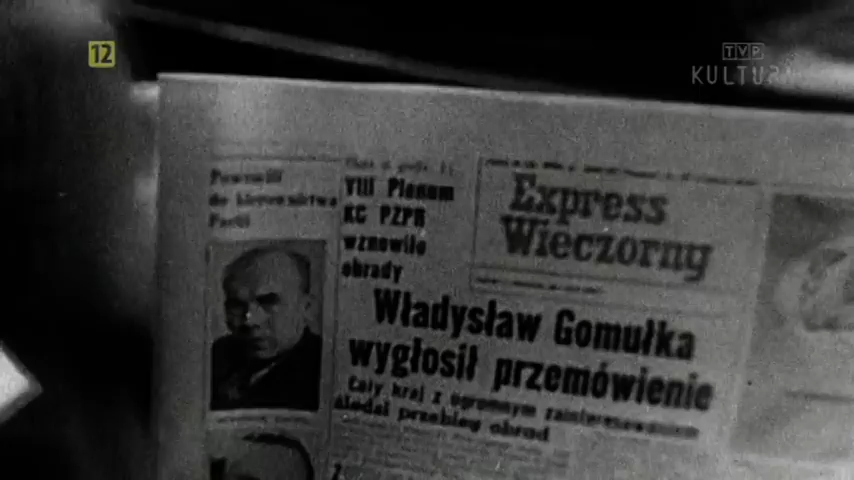 12
TVP
KULTURA
Powrócili
do kierownictwa
Partii
VIII Plenum
KC PZPR
wznowiło
obrady
Express
Wieczorny
Władysław Gomułka
wygłosił przemówienie
Cały kraj z ogromnym zainteresowaniem
śledzi przebieg obrad